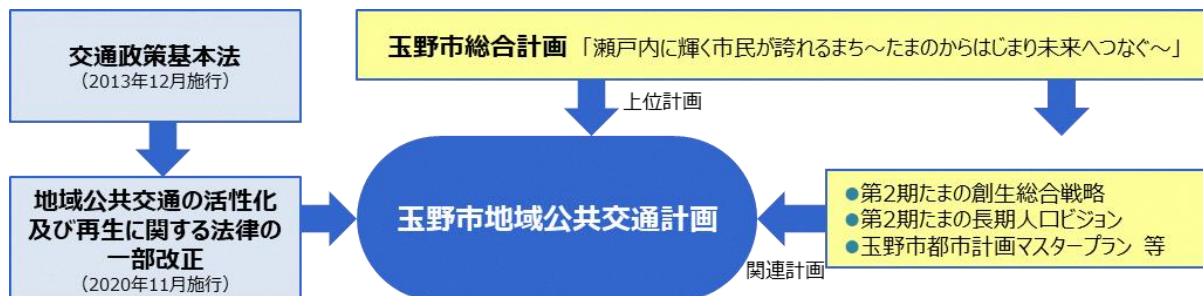 交通政策基本法
（2013年12月施行）
地域公共交通の活性化
及び再生に関する法律の
一部改正
（2020年11月施行）
玉野市総合計画 「瀬戸内に輝く市民が誇れるまち～たまのからはじまり未来へつなぐ～」
上位計画
玉野市地域公共交通計画
●第2期たまの創生総合戦略
●第2期たまの長期人口ビジョン
●玉野市都市計画マスタープラン 等
関連計画